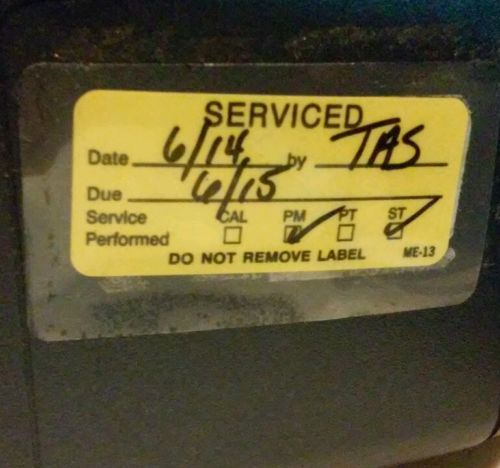 SERVICED
Date 6/14 by TAS
Due 6/15
Service CAL PM PT ST
Performed
DO NOT REMOVE LABEL ME-13